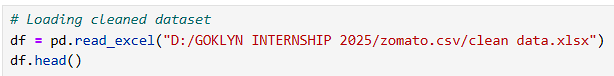 # Loading cleaned dataset
df = pd.read_excel("D:/GOKLYN INTERNSHIP 2025/zomato.csv/clean data.xlsx")
df.head()